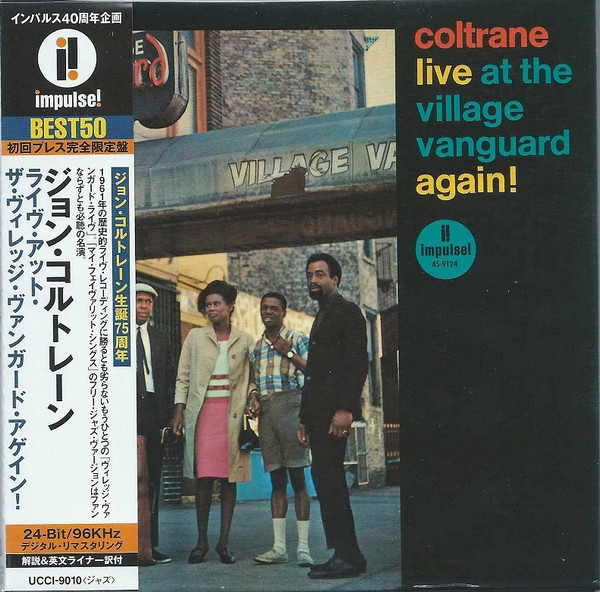 インパルス40周年企画
impulse!
BEST50
初回プレス完全限定盤
ジョン・コルトレーン
ライヴ・アット・
ザ・ヴィレッジ・ヴァンガード・アゲイン!
ジョン・コルトレーン生誕75周年
1961年の歴史的ライヴ・レコーディングに勝るとも劣らないもうひとつの「ヴィレッジ・ヴァ
ンガード・ライヴ」。「マイ・フェイヴァリット・シングス」のフリー・ジャズ・ヴァージョンはファン
ならずとも必聴の名演。
24-Bit/96KHz
デジタル・リマスタリング
解説&英文ライナー訳付
UCCI-9010〈ジャズ〉
VILLAGE VA
coltrane
live at the
village
vanguard
again!
impulse!
AS-9124